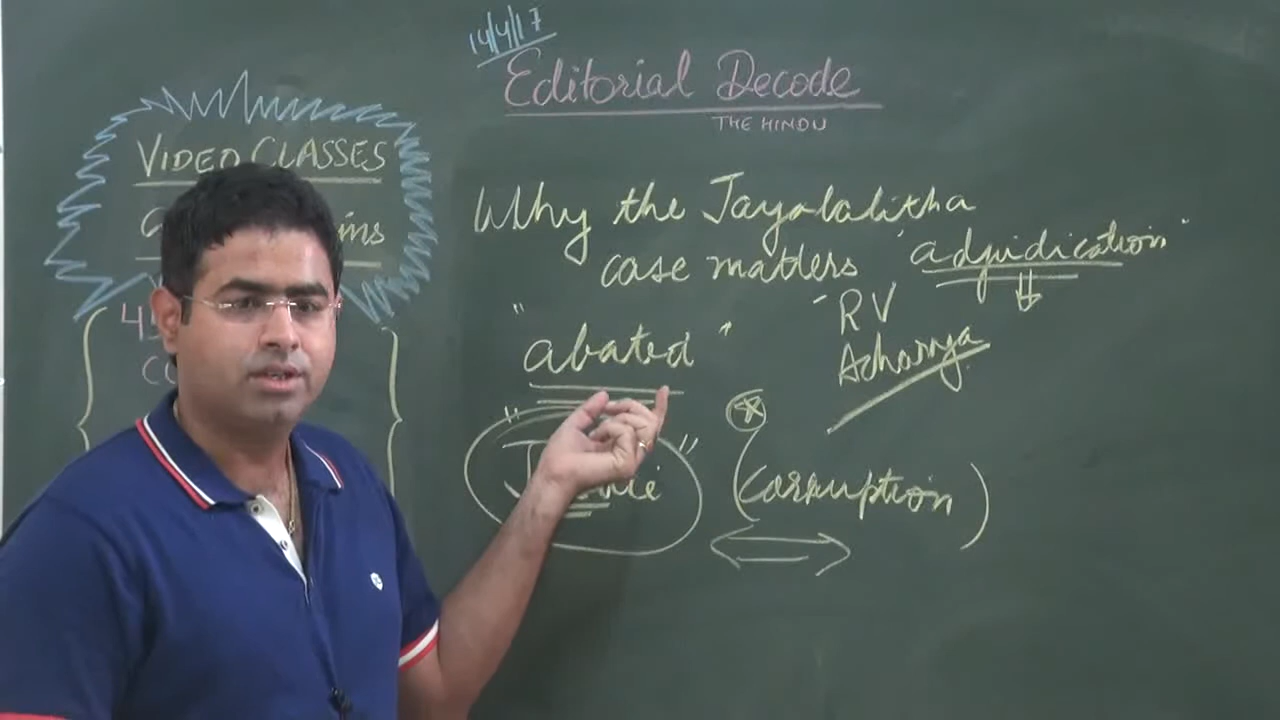 14/4/17
Editorial Decode
THE HINDU
VIDEO CLASSES
Why the Jayalalitha
case matters "adjudication"
- RV
Acharya
"abated"
(corruption)